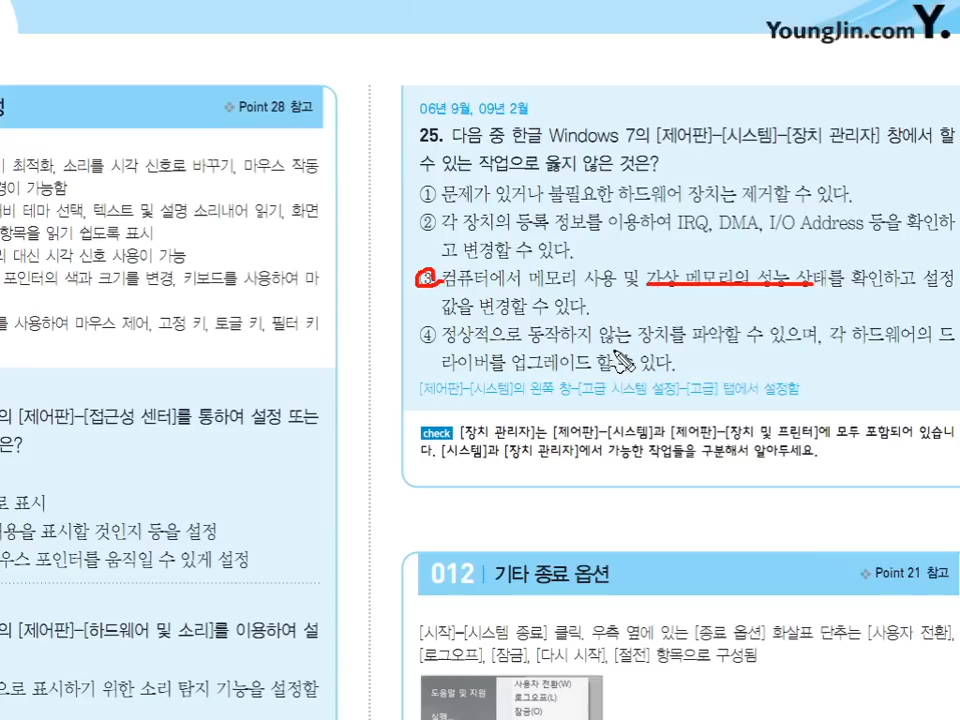 YoungJin.com Y.
Point 28 참고
최적화, 소리를 시각 신호로 바꾸기, 마우스 작동
경이 가능함
비 테마 선택, 텍스트 및 설명 소리내어 읽기, 화면
항목을 읽기 쉽도록 표시
대신 시각 신호 사용이 가능
포인터의 색과 크기를 변경, 키보드를 사용하여 마
를 사용하여 마우스 제어, 고정 키, 토글 키, 필터 키
의 [제어판]-[접근성 센터]를 통하여 설정 또는
은?
로 표시
내용을 표시할 것인지 등을 설정
우스 포인터를 움직일 수 있게 설정
의 [제어판]-[하드웨어 및 소리]를 이용하여 설
으로 표시하기 위한 소리 탐지 기능을 설정할
06년 9월, 09년 2월
25. 다음 중 한글 Windows 7의 [제어판]-[시스템]-[장치 관리자] 창에서 할
수 있는 작업으로 옳지 않은 것은?
① 문제가 있거나 불필요한 하드웨어 장치는 제거할 수 있다.
② 각 장치의 등록 정보를 이용하여 IRQ, DMA, I/O Address 등을 확인하
고 변경할 수 있다.
③ 컴퓨터에서 메모리 사용 및 가상 메모리의 성능 상태를 확인하고 설정
값을 변경할 수 있다.
④ 정상적으로 동작하지 않는 장치를 파악할 수 있으며, 각 하드웨어의 드
라이버를 업그레이드 할 수 있다.
[제어판]-[시스템]의 왼쪽 창-[고급 시스템 설정]-[고급] 탭에서 설정함
check [장치 관리자]는 [제어판]-[시스템]과 [제어판]-[장치 및 프린터]에 모두 포함되어 있습니
다. [시스템]과 [장치 관리자]에서 가능한 작업들을 구분해서 알아두세요.
012 기타 종료 옵션 Point 21 참고
[시작]-[시스템 종료] 클릭, 우측 옆에 있는 [종료 옵션] 화살표 단추는 [사용자 전환],
[로그오프], [잠금], [다시 시작], [절전] 항목으로 구성됨
도움말 및 지원
실행...
사용자 전환(W)
로그오프(L)
잠금(O)